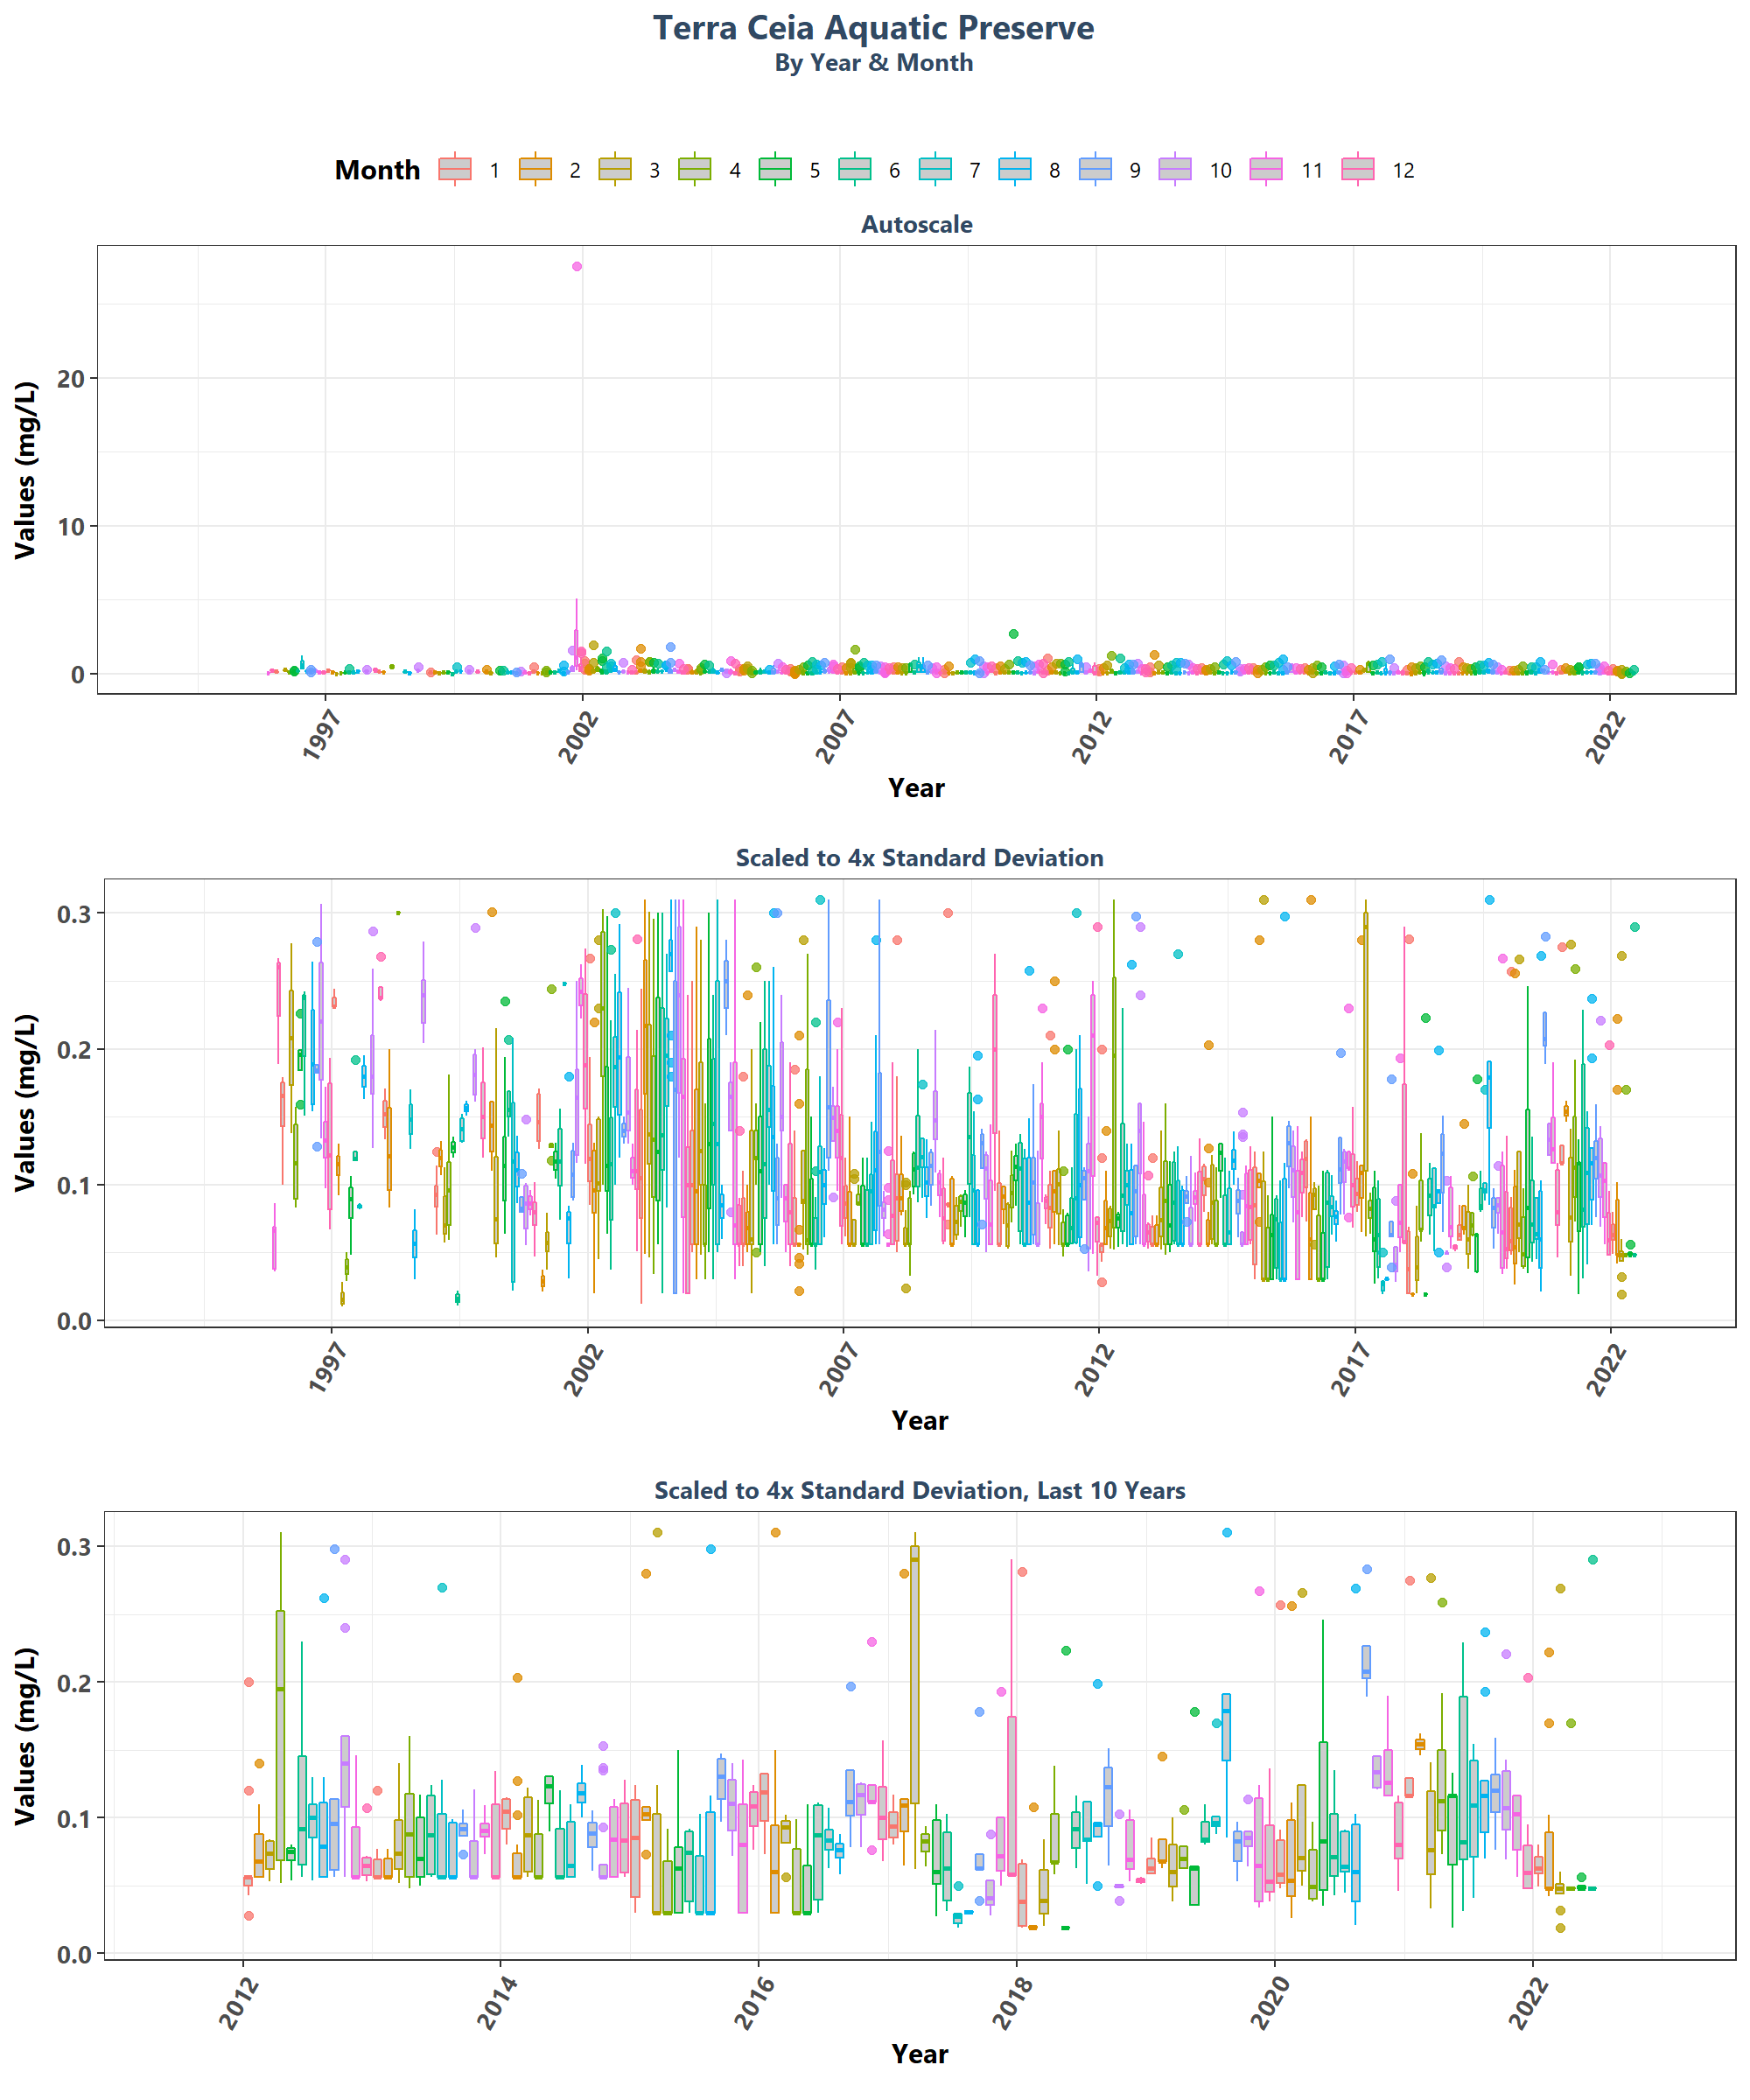 Terra Ceia Aquatic Preserve
By Year & Month
Month 1 2 3 4 5 6 7 8 9 10 11 12
Autoscale
Values (mg/L)
20
10
0
1997 2002 2007 2012 2017 2022
Year
Scaled to 4x Standard Deviation
Values (mg/L)
0.3
0.2
0.1
0.0
1997 2002 2007 2012 2017 2022
Year
Scaled to 4x Standard Deviation, Last 10 Years
Values (mg/L)
0.3
0.2
0.1
0.0
2012 2014 2016 2018 2020 2022
Year